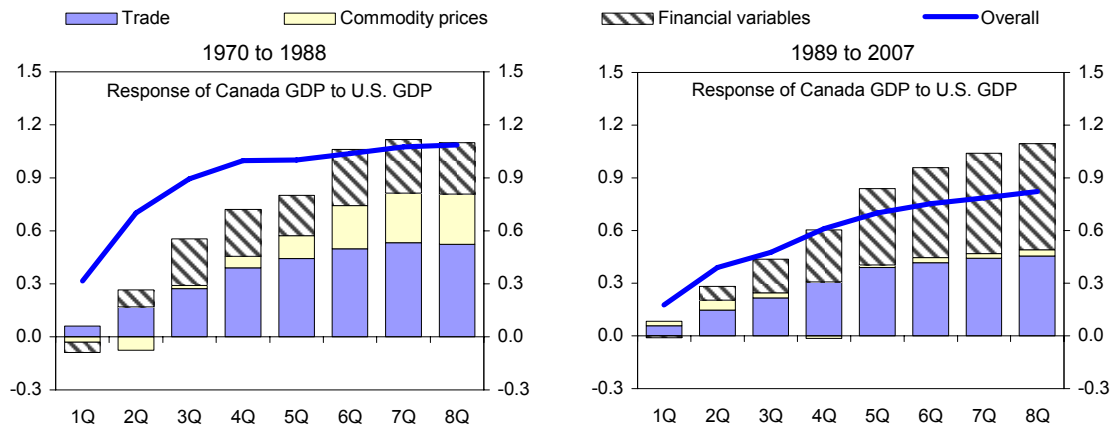 Trade Commodity prices Financial variables Overall
1970 to 1988
1.5 1.5
Response of Canada GDP to U.S. GDP
1.2 1.2
0.9 0.9
0.6 0.6
0.3 0.3
0.0 0.0
-0.3 -0.3
1Q 2Q 3Q 4Q 5Q 6Q 7Q 8Q
1989 to 2007
1.5 1.5
Response of Canada GDP to U.S. GDP
1.2 1.2
0.9 0.9
0.6 0.6
0.3 0.3
0.0 0.0
-0.3 -0.3
1Q 2Q 3Q 4Q 5Q 6Q 7Q 8Q